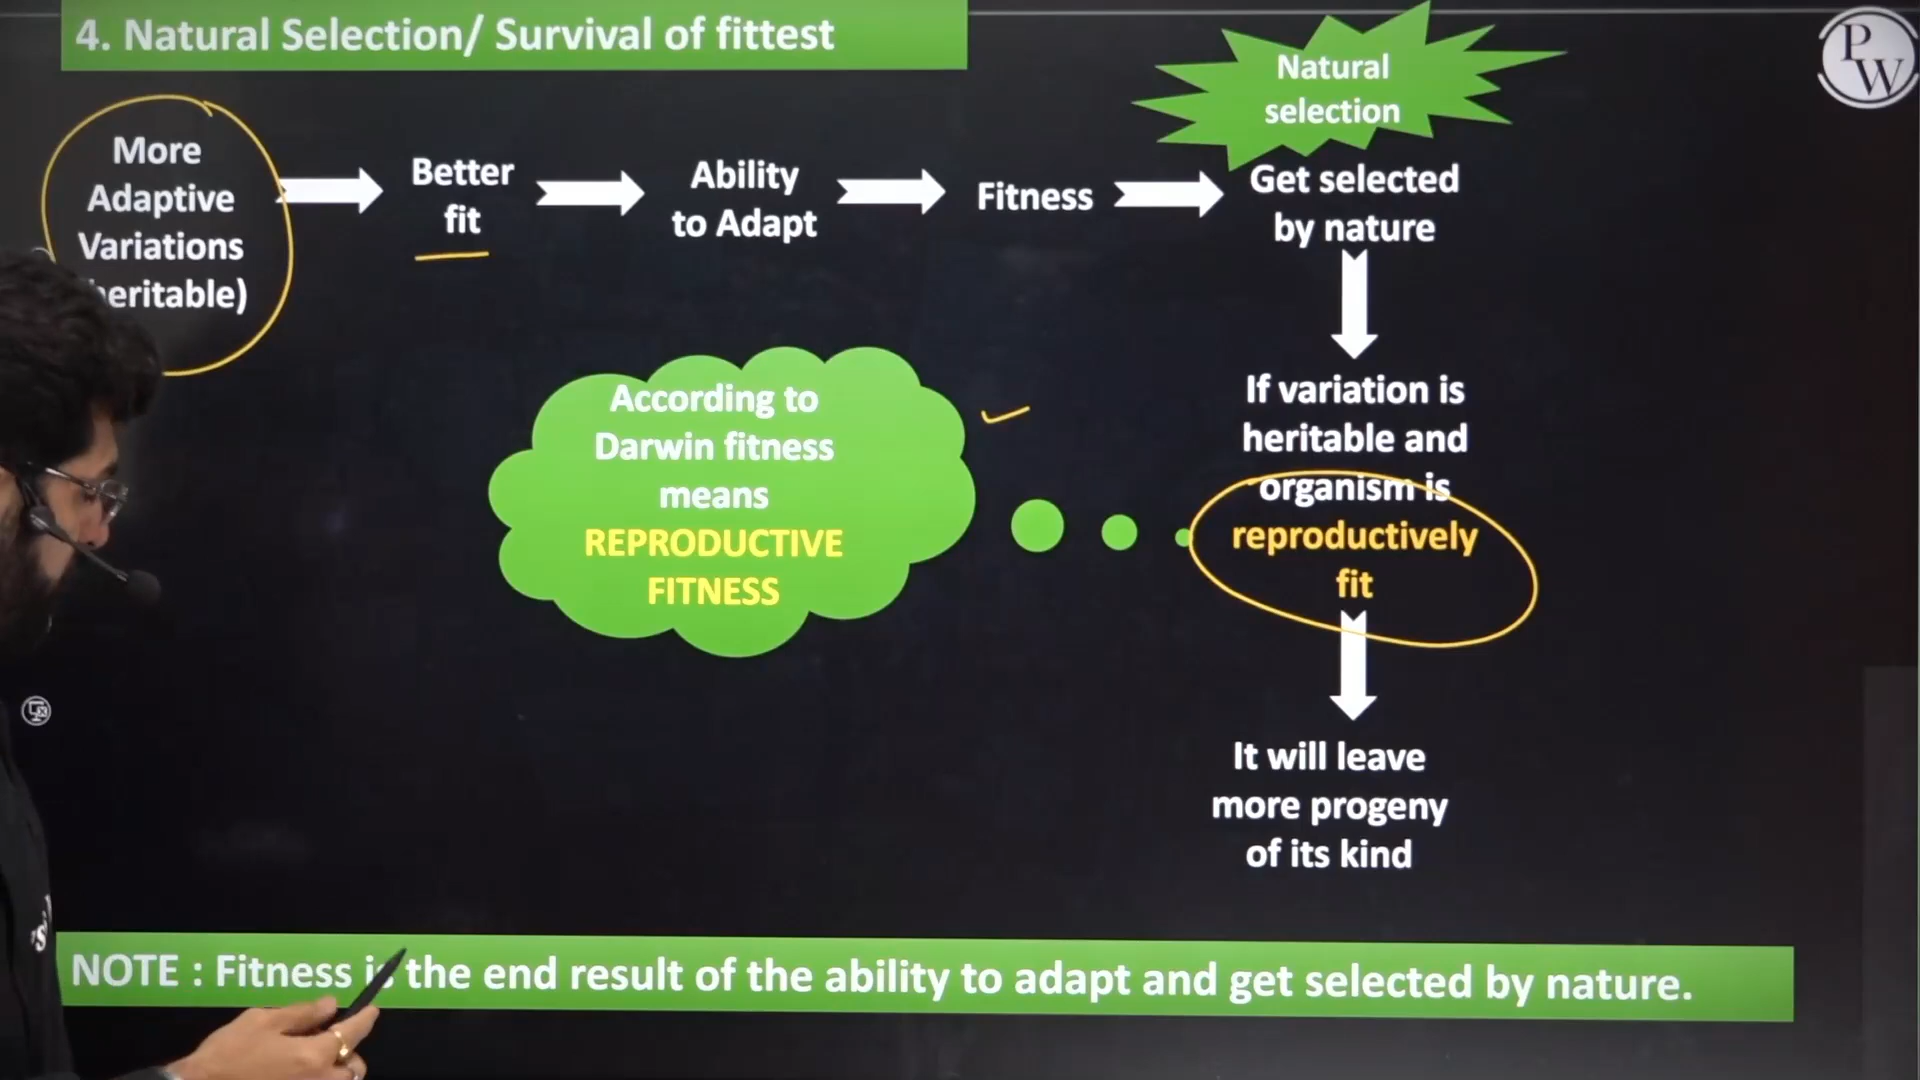 4. Natural Selection/ Survival of fittest
Natural
selection
PW
More
Adaptive
Variations
heritable)
Better
fit
Ability
to Adapt
Fitness
Get selected
by nature
According to
Darwin fitness
means
REPRODUCTIVE
FITNESS
If variation is
heritable and
organism is
reproductively
fit
It will leave
more progeny
of its kind
NOTE : Fitness is the end result of the ability to adapt and get selected by nature.